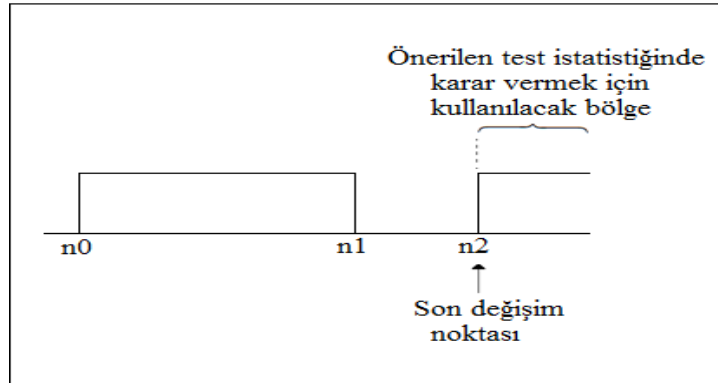 Önerilen test istatistiğinde
karar vermek için
kullanılacak bölge
n0
n1
n2
Son değişim
noktası